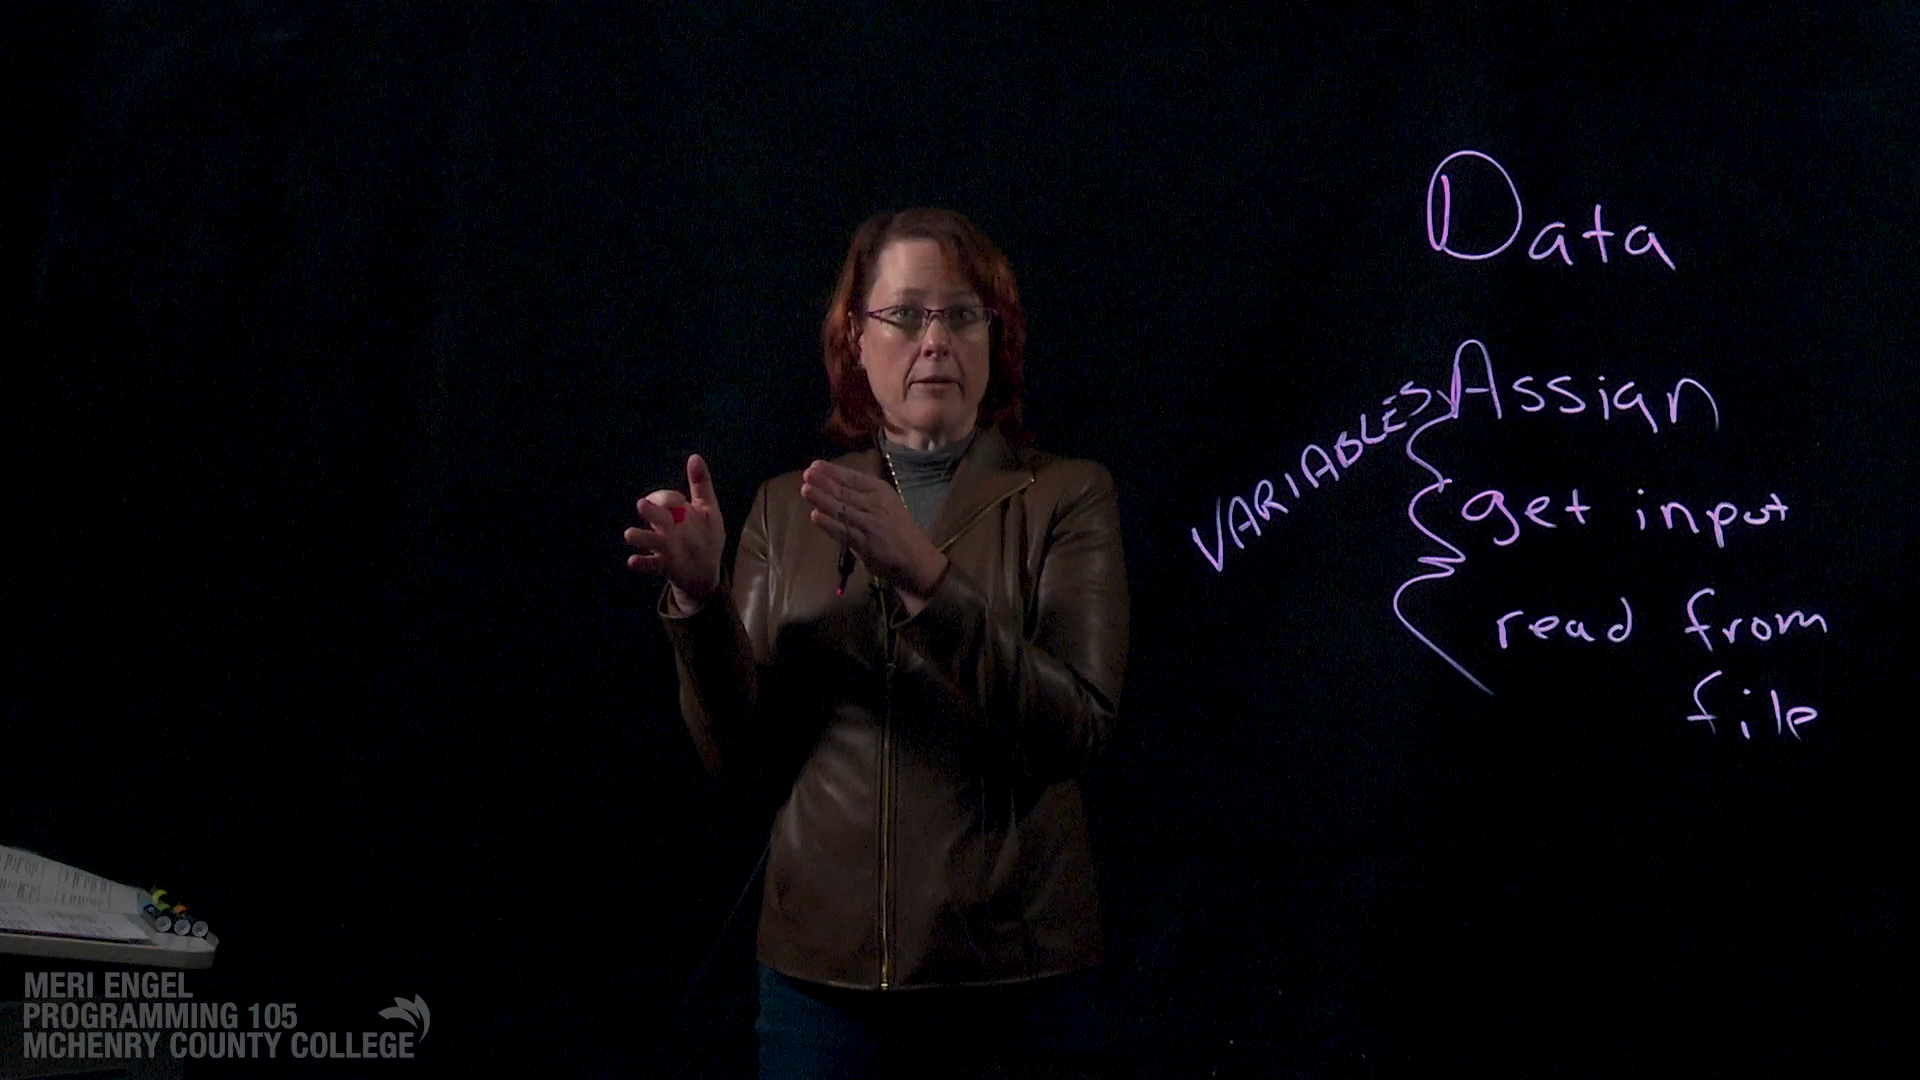 Data
Assign
VARIABLES
get input
read from
file
MERI ENGEL
PROGRAMMING 105
MCHENRY COUNTY COLLEGE